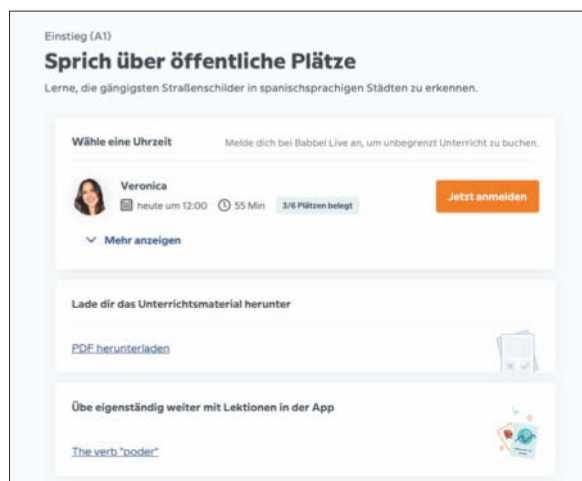 Einstieg (A1)
Sprich über öffentliche Plätze
Lerne, die gängigsten Straßenschilder in spanischsprachigen Städten zu erkennen.
Wähle eine Uhrzeit
Melde dich bei Babbel Live an, um unbegrenzt Unterricht zu buchen.
Veronica
heute um 12:00 55 Min 3/6 Plätzen belegt
Jetzt anmelden
Mehr anzeigen
Lade dir das Unterrichtsmaterial herunter
PDF herunterladen
Übe eigenständig weiter mit Lektionen in der App
The verb "poder"